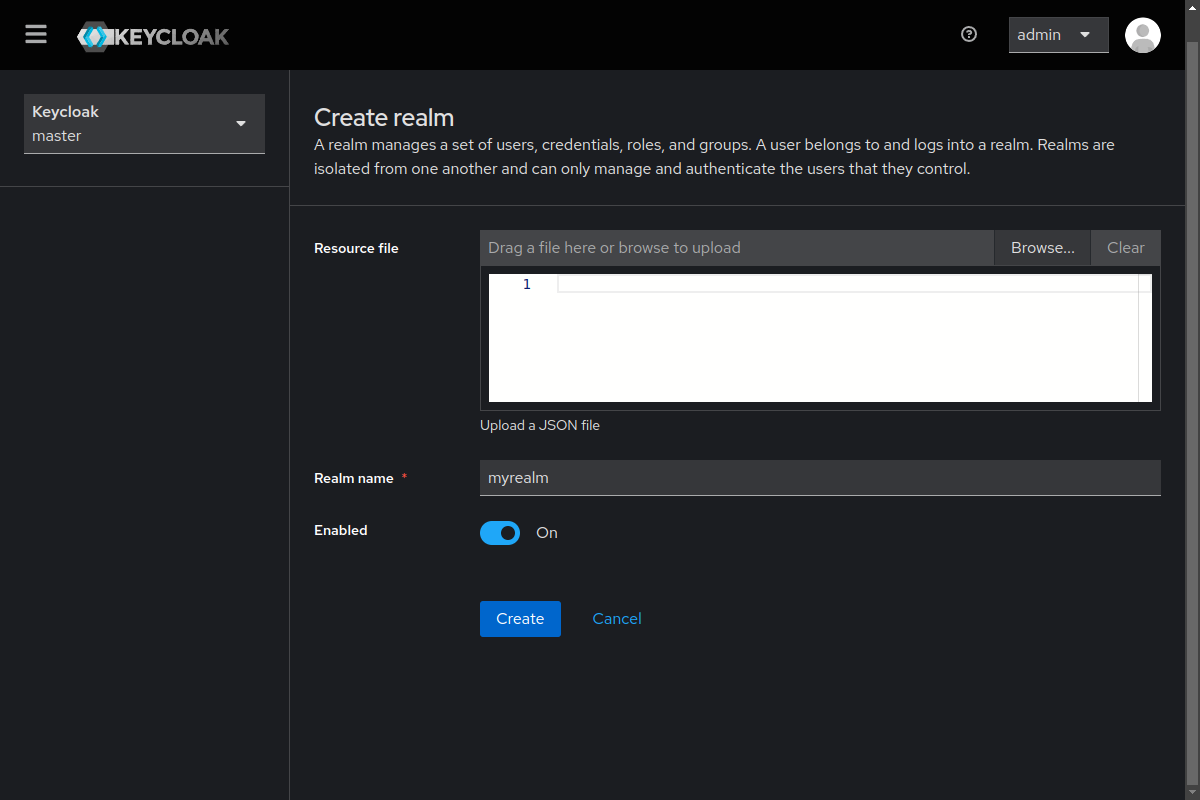 KEYCLOAK
admin
Keycloak
master
Create realm
A realm manages a set of users, credentials, roles, and groups. A user belongs to and logs into a realm. Realms are
isolated from one another and can only manage and authenticate the users that they control.
Resource file
Drag a file here or browse to upload
Browse...
Clear
1
Upload a JSON file
Realm name *
myrealm
Enabled
On
Create
Cancel